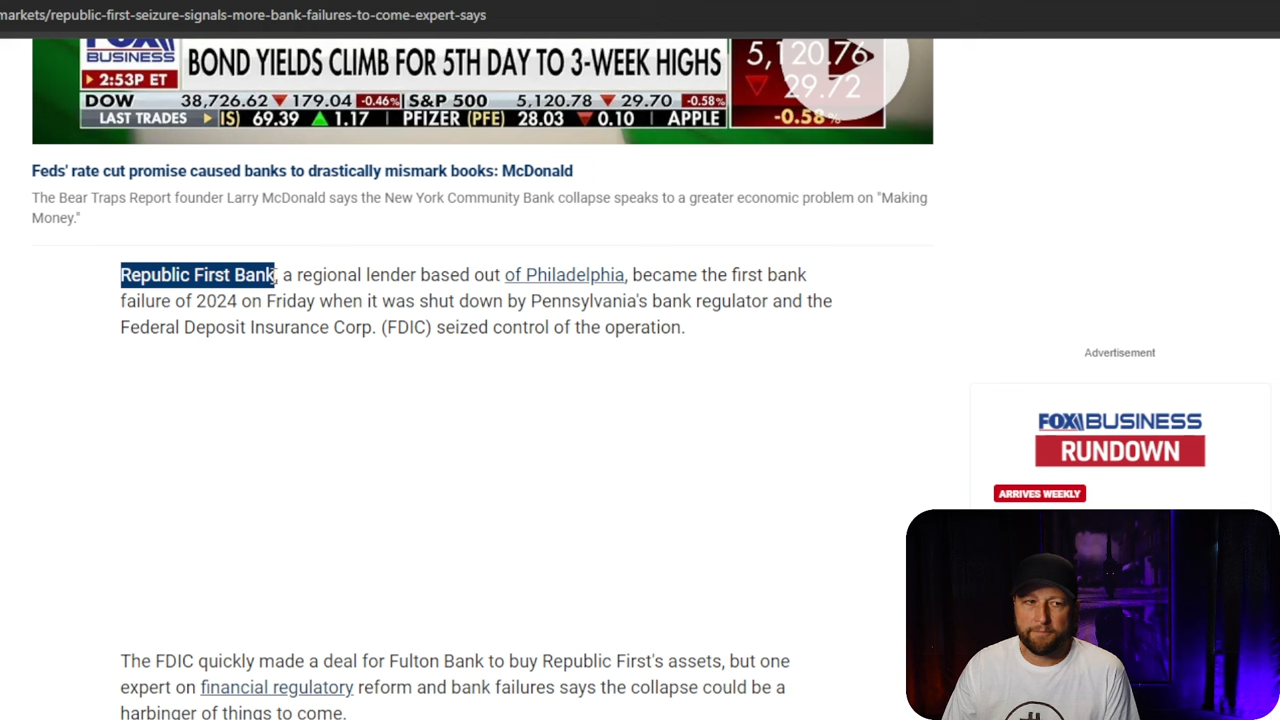 markets/republic-first-seizure-signals-more-bank-failures-to-come-expert-says
FOX
BUSINESS
2:53P ET
BOND YIELDS CLIMB FOR 5TH DAY TO 3-WEEK HIGHS
5,120.76
29.72
-0.58%
DOW 38,726.62 ▼ 179.04 -0.46% S&P 500 5,120.78 ▼ 29.70 -0.58%
LAST TRADES IS) 69.39 ▲ 1.17 | PFIZER (PFE) 28.03 ▼ 0.10 | APPLE
Feds' rate cut promise caused banks to drastically mismark books: McDonald
The Bear Traps Report founder Larry McDonald says the New York Community Bank collapse speaks to a greater economic problem on "Making
Money."
Republic First Bank, a regional lender based out of Philadelphia, became the first bank
failure of 2024 on Friday when it was shut down by Pennsylvania's bank regulator and the
Federal Deposit Insurance Corp. (FDIC) seized control of the operation.
Advertisement
FOX BUSINESS
RUNDOWN
ARRIVES WEEKLY
The FDIC quickly made a deal for Fulton Bank to buy Republic First's assets, but one
expert on financial regulatory reform and bank failures says the collapse could be a
harbinger of things to come.